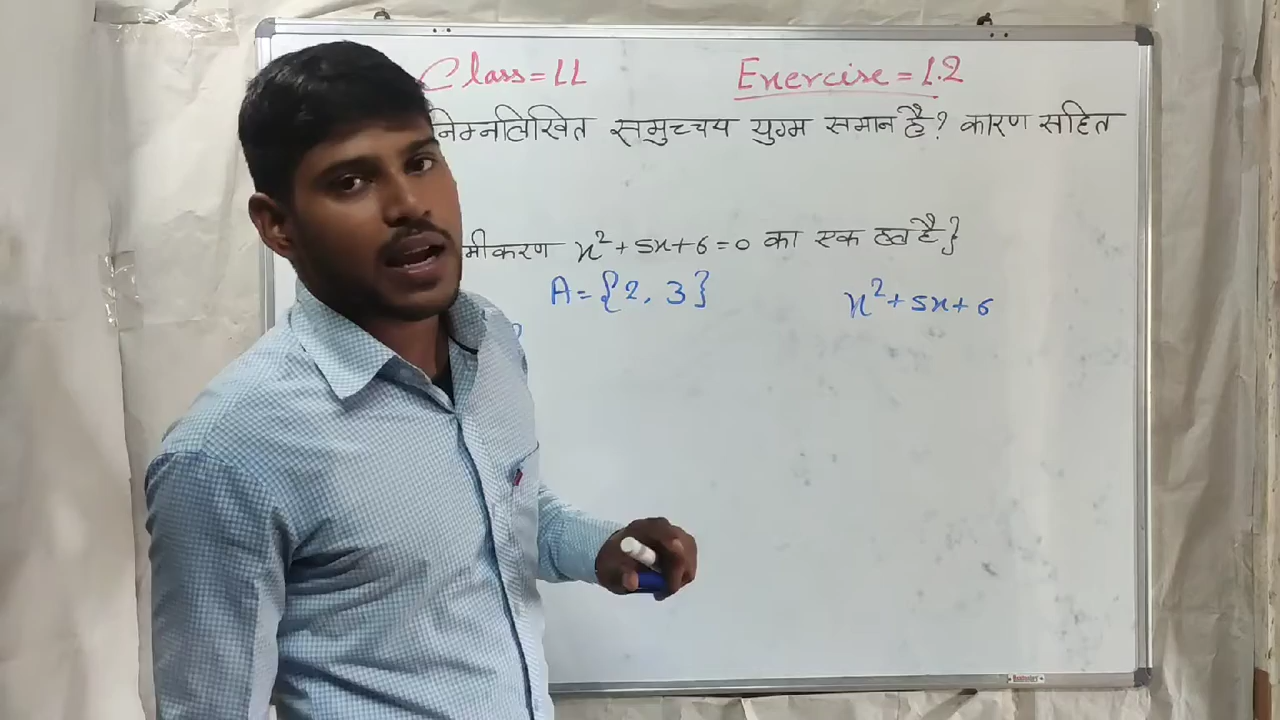 Class = 11
Exercise = 1.2
निम्नलिखित समुच्चय युग्म समान है? कारण सहित
मीकरण x²+5x+6=0 का एक हल है}
A={2, 3}
x²+5x+6